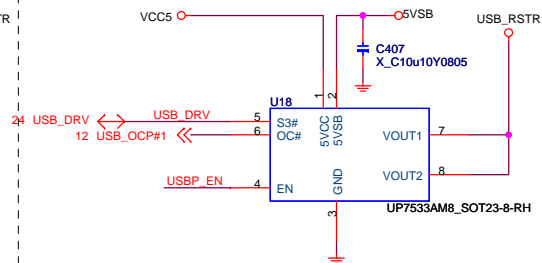 TR
VCC5
5VSB
USB_RSTR
C407
X_C10u10Y0805
1
2
U18
24 USB_DRV
USB_DRV
5
S3#
5VCC
5VSB
VOUT1
7
12 USB_OCP#1
6
OC#
VOUT2
8
USBP_EN
4
EN
GND
3
UP7533AM8_SOT23-8-RH